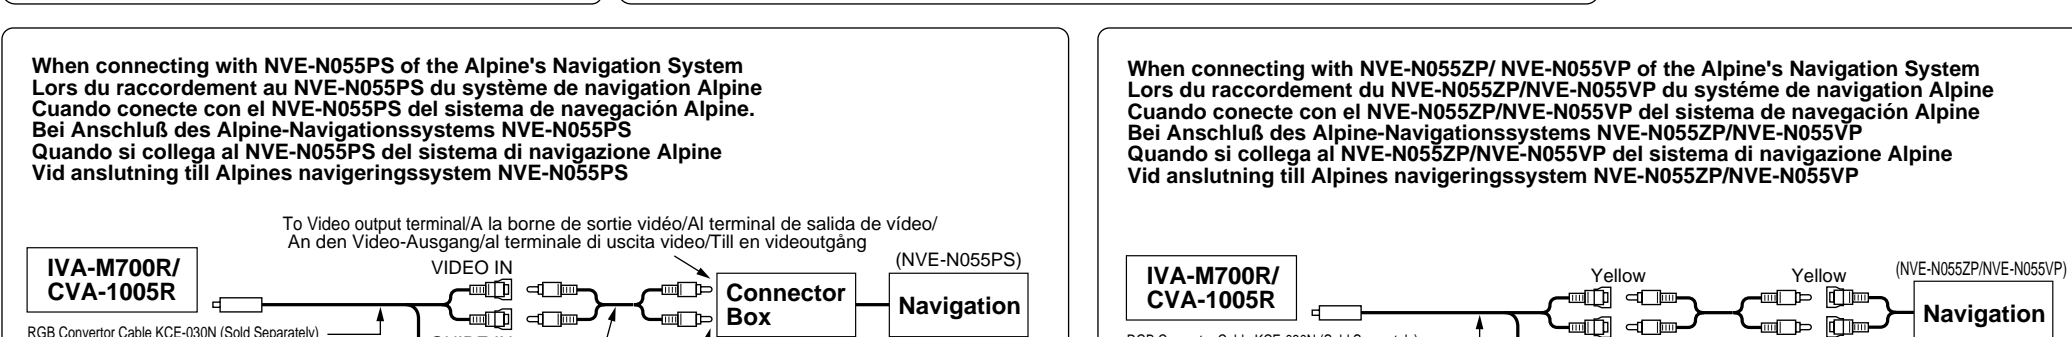 When connecting with NVE-N055PS of the Alpine's Navigation System
Lors du raccordement au NVE-N055PS du système de navigation Alpine
Cuando conecte con el NVE-N055PS del sistema de navegación Alpine.
Bei Anschluß des Alpine-Navigationssystems NVE-N055PS
Quando si collega al NVE-N055PS del sistema di navigazione Alpine
Vid anslutning till Alpines navigeringssystem NVE-N055PS
To Video output terminal/A la borne de sortie vidéo/Al terminal de salida de vídeo/
An den Video-Ausgang/al terminale di uscita video/Till en videoutgång
IVA-M700R/
CVA-1005R
VIDEO IN
(NVE-N055PS)
Connector
Box
Navigation
RGB Convertor Cable KCE-030N (Sold Separately)
When connecting with NVE-N055ZP/ NVE-N055VP of the Alpine's Navigation System
Lors du raccordement du NVE-N055ZP/NVE-N055VP du systéme de navigation Alpine
Cuando conecte con el NVE-N055ZP/NVE-N055VP del sistema de navegación Alpine
Bei Anschluß des Alpine-Navigationssystems NVE-N055ZP/NVE-N055VP
Quando si collega al NVE-N055ZP/NVE-N055VP del sistema di navigazione Alpine
Vid anslutning till Alpines navigeringssystem NVE-N055ZP/NVE-N055VP
IVA-M700R/
CVA-1005R
Yellow
Yellow
(NVE-N055ZP/NVE-N055VP)
Navigation